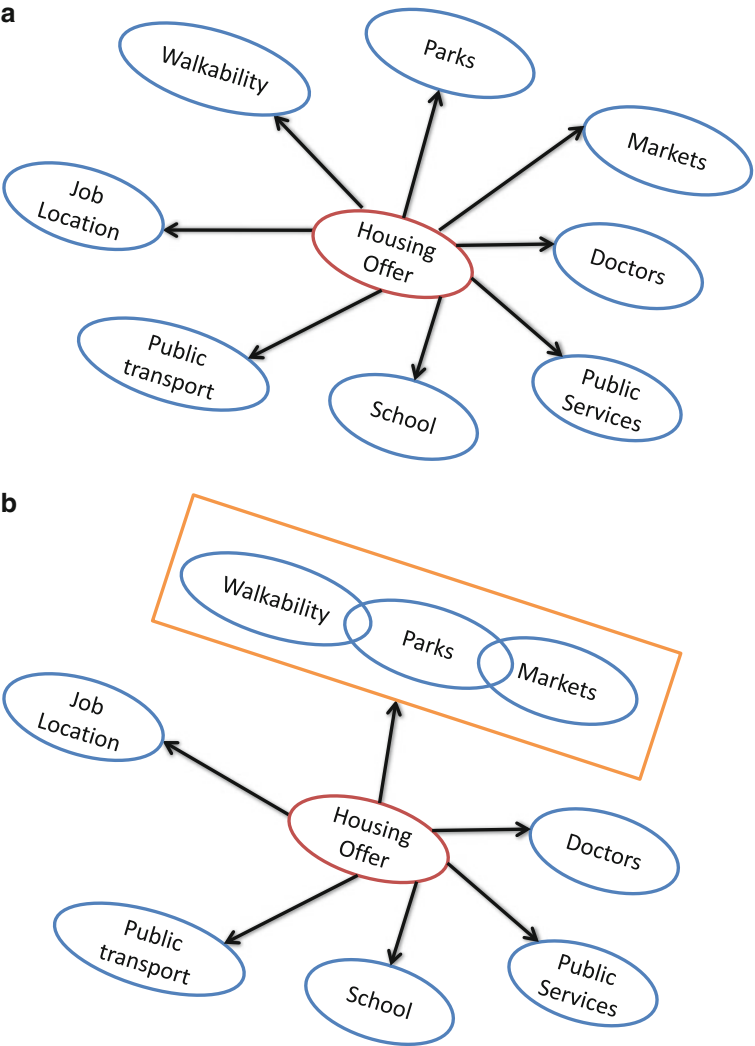 a
Walkability
Parks
Markets
Job
Location
Housing
Offer
Doctors
Public
transport
School
Public
Services
b
Walkability
Parks
Markets
Job
Location
Housing
Offer
Doctors
Public
transport
School
Public
Services